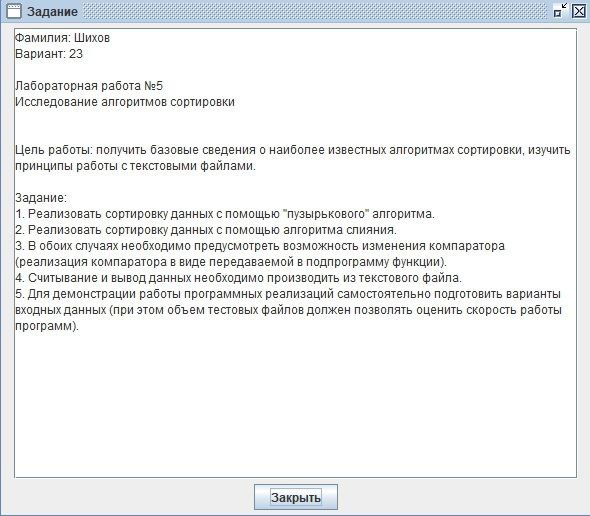 Задание
Фамилия: Шихов
Вариант: 23
Лабораторная работа №5
Исследование алгоритмов сортировки
Цель работы: получить базовые сведения о наиболее известных алгоритмах сортировки, изучить
принципы работы с текстовыми файлами.
Задание:
1. Реализовать сортировку данных с помощью "пузырькового" алгоритма.
2. Реализовать сортировку данных с помощью алгоритма слияния.
3. В обоих случаях необходимо предусмотреть возможность изменения компаратора
(реализация компаратора в виде передаваемой в подпрограмму функции).
4. Считывание и вывод данных необходимо производить из текстового файла.
5. Для демонстрации работы программных реализаций самостоятельно подготовить варианты
входных данных (при этом объем тестовых файлов должен позволять оценить скорость работы
программ).
Закрыть